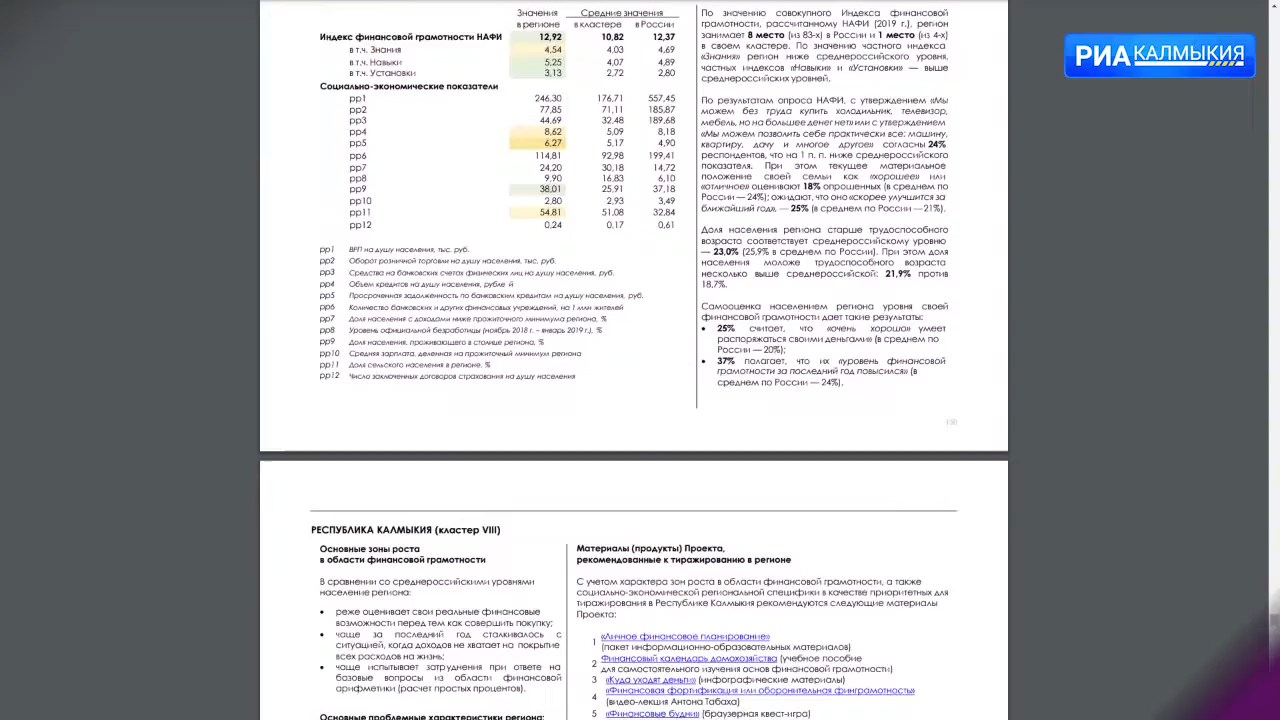 Значения Средние значения
в регионе в кластере в России
Индекс финансовой грамотности НАФИ 12,92 10,82 12,37
в т.ч. Знания 4,54 4,03 4,69
в т.ч. Навыки 5,25 4,07 4,89
в т.ч. Установки 3,13 2,72 2,80
Социально-экономические показатели
рр1 246,30 176,71 557,45
рр2 77,85 71,11 185,87
рр3 44,69 32,48 189,68
рр4 8,62 5,09 8,18
рр5 6,27 5,17 4,90
рр6 114,81 92,98 199,41
рр7 24,20 30,18 14,72
рр8 9,90 16,83 6,10
рр9 38,01 25,91 37,18
рр10 2,80 2,93 3,49
рр11 54,81 51,08 32,84
рр12 0,24 0,17 0,61
рр1 ВРП на душу населения, тыс. руб.
рр2 Оборот розничной торговли на душу населения, тыс, руб.
рр3 Средства на банковских счетах физических лиц на душу населения, руб.
рр4 Объем кредитов на душу населения, рубле й
рр5 Просроченная задолженность по банковским кредитам на душу населения, руб.
рр6 Количество банковских и других финансовых учреждений, на 1 млн жителей
рр7 Доля населения с доходами ниже прожиточного минимума региона, %
рр8 Уровень официальной безработицы (ноябрь 2018 г. – январь 2019 г.), %
рр9 Доля населения, проживающего в столице региона, %
рр10 Средняя зарплата, деленная на прожиточный минимум региона
рр11 Доля сельского населения в регионе, %
рр12 Число заключенных договоров страхования на душу населения
По значению совокупного Индекса финансовой
грамотности, рассчитанному НАФИ (2019 г.), регион
занимает 8 место (из 83-х) в России и 1 место (из 4-х)
в своем кластере. По значению частного индекса
«Знания» регион ниже среднероссийского уровня,
частных индексов «Навыки» и «Установки» — выше
среднероссийских уровней.
По результатам опроса НАФИ, с утверждением «Мы
можем без труда купить холодильник, телевизор,
мебель, но на большее денег нет» или с утверждением
«Мы можем позволить себе практически все: машину,
квартиру, дачу и многое другое» согласны 24%
респондентов, что на 1 п. п. ниже среднероссийского
показателя. При этом текущее материальное
положение своей семьи как «хорошее» или
«отличное» оценивают 18% опрошенных (в среднем по
России — 24%); ожидают, что оно «скорее улучшится за
ближайший год», — 25% (в среднем по России —21%).
Доля населения региона старше трудоспособного
возраста соответствует среднероссийскому уровню
— 23,0% (25,9% в среднем по России). При этом доля
населения моложе трудоспособного возраста
несколько выше среднероссийской: 21,9% против
18,7%.
Самооценка населением региона уровня своей
финансовой грамотности дает такие результаты:
• 25% считает, что «очень хорошо» умеет
распоряжаться своими деньгами» (в среднем по
России — 20%);
• 37% полагает, что их «уровень финансовой
грамотности за последний год повысился» (в
среднем по России — 24%).
РИА КАЛМЫКИЯ
РЕСПУБЛИКА КАЛМЫКИЯ (кластер VIII)
Основные зоны роста
в области финансовой грамотности
В сравнении со среднероссийскими уровнями
население региона:
• реже оценивает свои реальные финансовые
возможности перед тем как совершить покупку;
• чаще за последний год сталкивалось с
ситуацией, когда доходов не хватает на покрытие
всех расходов на жизнь;
• чаще испытывает затруднения при ответе на
базовые вопросы из области финансовой
арифметики (расчет простых процентов).
Основные проблемные характеристики региона:
Материалы (продукты) Проекта,
рекомендованные к тиражированию в регионе
С учетом характера зон роста в области финансовой грамотности, а также
социально-экономической региональной специфики в качестве приоритетных для
тиражирования в Республике Калмыкия рекомендуются следующие материалы
Проекта:
1 «Личное финансовое планирование»
(пакет информационно-образовательных материалов)
2 Финансовый календарь домохозяйства (учебное пособие
для самостоятельного изучения основ финансовой грамотности)
3 «Куда уходят деньги» (инфографические материалы)
4 «Финансовая фортификация или оборонительная финграмотность»
(видео-лекция Антона Табаха)
5 «Финансовые будни» (браузерная квест-игра)